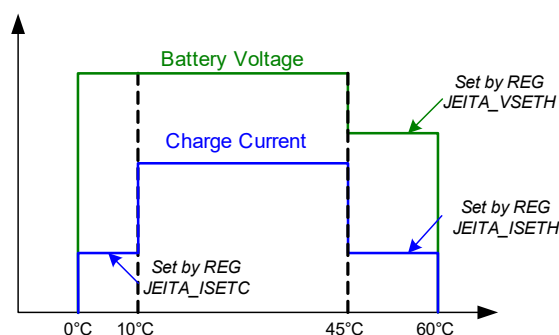 Battery Voltage
Set by REG
JEITA_VSETH
Charge Current
Set by REG
JEITA_ISETH
Set by REG
JEITA_ISETC
0°C
10°C
45°C
60°C